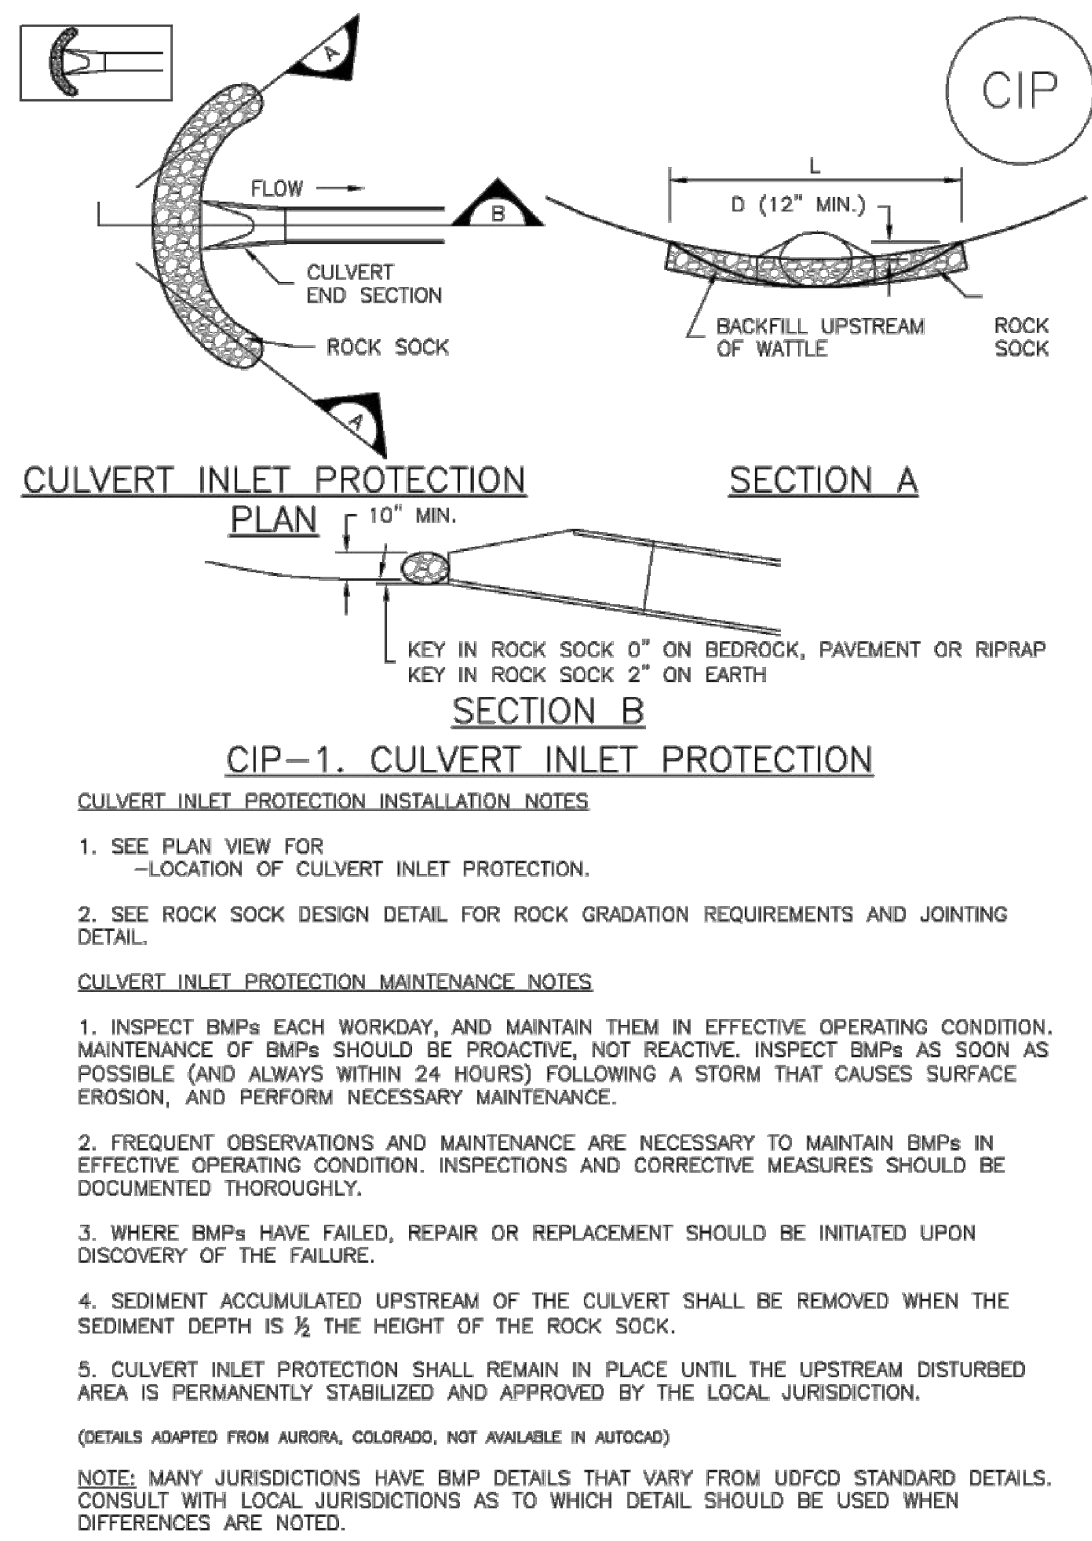 CIP
A
FLOW
B
CULVERT
END SECTION
ROCK SOCK
A
L
D (12" MIN.)
BACKFILL UPSTREAM
OF WATTLE
ROCK
SOCK
CULVERT INLET PROTECTION
PLAN
SECTION A
10" MIN.
KEY IN ROCK SOCK 0" ON BEDROCK, PAVEMENT OR RIPRAP
KEY IN ROCK SOCK 2" ON EARTH
SECTION B
CIP-1. CULVERT INLET PROTECTION
CULVERT INLET PROTECTION INSTALLATION NOTES
1. SEE PLAN VIEW FOR
-LOCATION OF CULVERT INLET PROTECTION.
2. SEE ROCK SOCK DESIGN DETAIL FOR ROCK GRADATION REQUIREMENTS AND JOINTING
DETAIL.
CULVERT INLET PROTECTION MAINTENANCE NOTES
1. INSPECT BMPs EACH WORKDAY, AND MAINTAIN THEM IN EFFECTIVE OPERATING CONDITION.
MAINTENANCE OF BMPs SHOULD BE PROACTIVE, NOT REACTIVE. INSPECT BMPs AS SOON AS
POSSIBLE (AND ALWAYS WITHIN 24 HOURS) FOLLOWING A STORM THAT CAUSES SURFACE
EROSION, AND PERFORM NECESSARY MAINTENANCE.
2. FREQUENT OBSERVATIONS AND MAINTENANCE ARE NECESSARY TO MAINTAIN BMPs IN
EFFECTIVE OPERATING CONDITION. INSPECTIONS AND CORRECTIVE MEASURES SHOULD BE
DOCUMENTED THOROUGHLY.
3. WHERE BMPs HAVE FAILED, REPAIR OR REPLACEMENT SHOULD BE INITIATED UPON
DISCOVERY OF THE FAILURE.
4. SEDIMENT ACCUMULATED UPSTREAM OF THE CULVERT SHALL BE REMOVED WHEN THE
SEDIMENT DEPTH IS ½ THE HEIGHT OF THE ROCK SOCK.
5. CULVERT INLET PROTECTION SHALL REMAIN IN PLACE UNTIL THE UPSTREAM DISTURBED
AREA IS PERMANENTLY STABILIZED AND APPROVED BY THE LOCAL JURISDICTION.
(DETAILS ADAPTED FROM AURORA, COLORADO, NOT AVAILABLE IN AUTOCAD)
NOTE: MANY JURISDICTIONS HAVE BMP DETAILS THAT VARY FROM UDFCD STANDARD DETAILS.
CONSULT WITH LOCAL JURISDICTIONS AS TO WHICH DETAIL SHOULD BE USED WHEN
DIFFERENCES ARE NOTED.